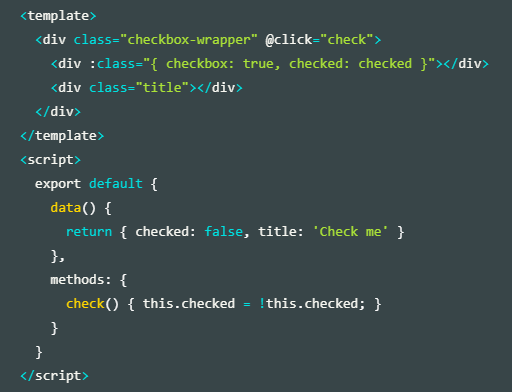 <template>
  <div class="checkbox-wrapper" @click="check">
    <div :class="{ checkbox: true, checked: checked }"></div>
    <div class="title"></div>
  </div>
</template>
<script>
  export default {
    data() {
      return { checked: false, title: 'Check me' }
    },
    methods: {
      check() { this.checked = !this.checked; }
    }
  }
</script>